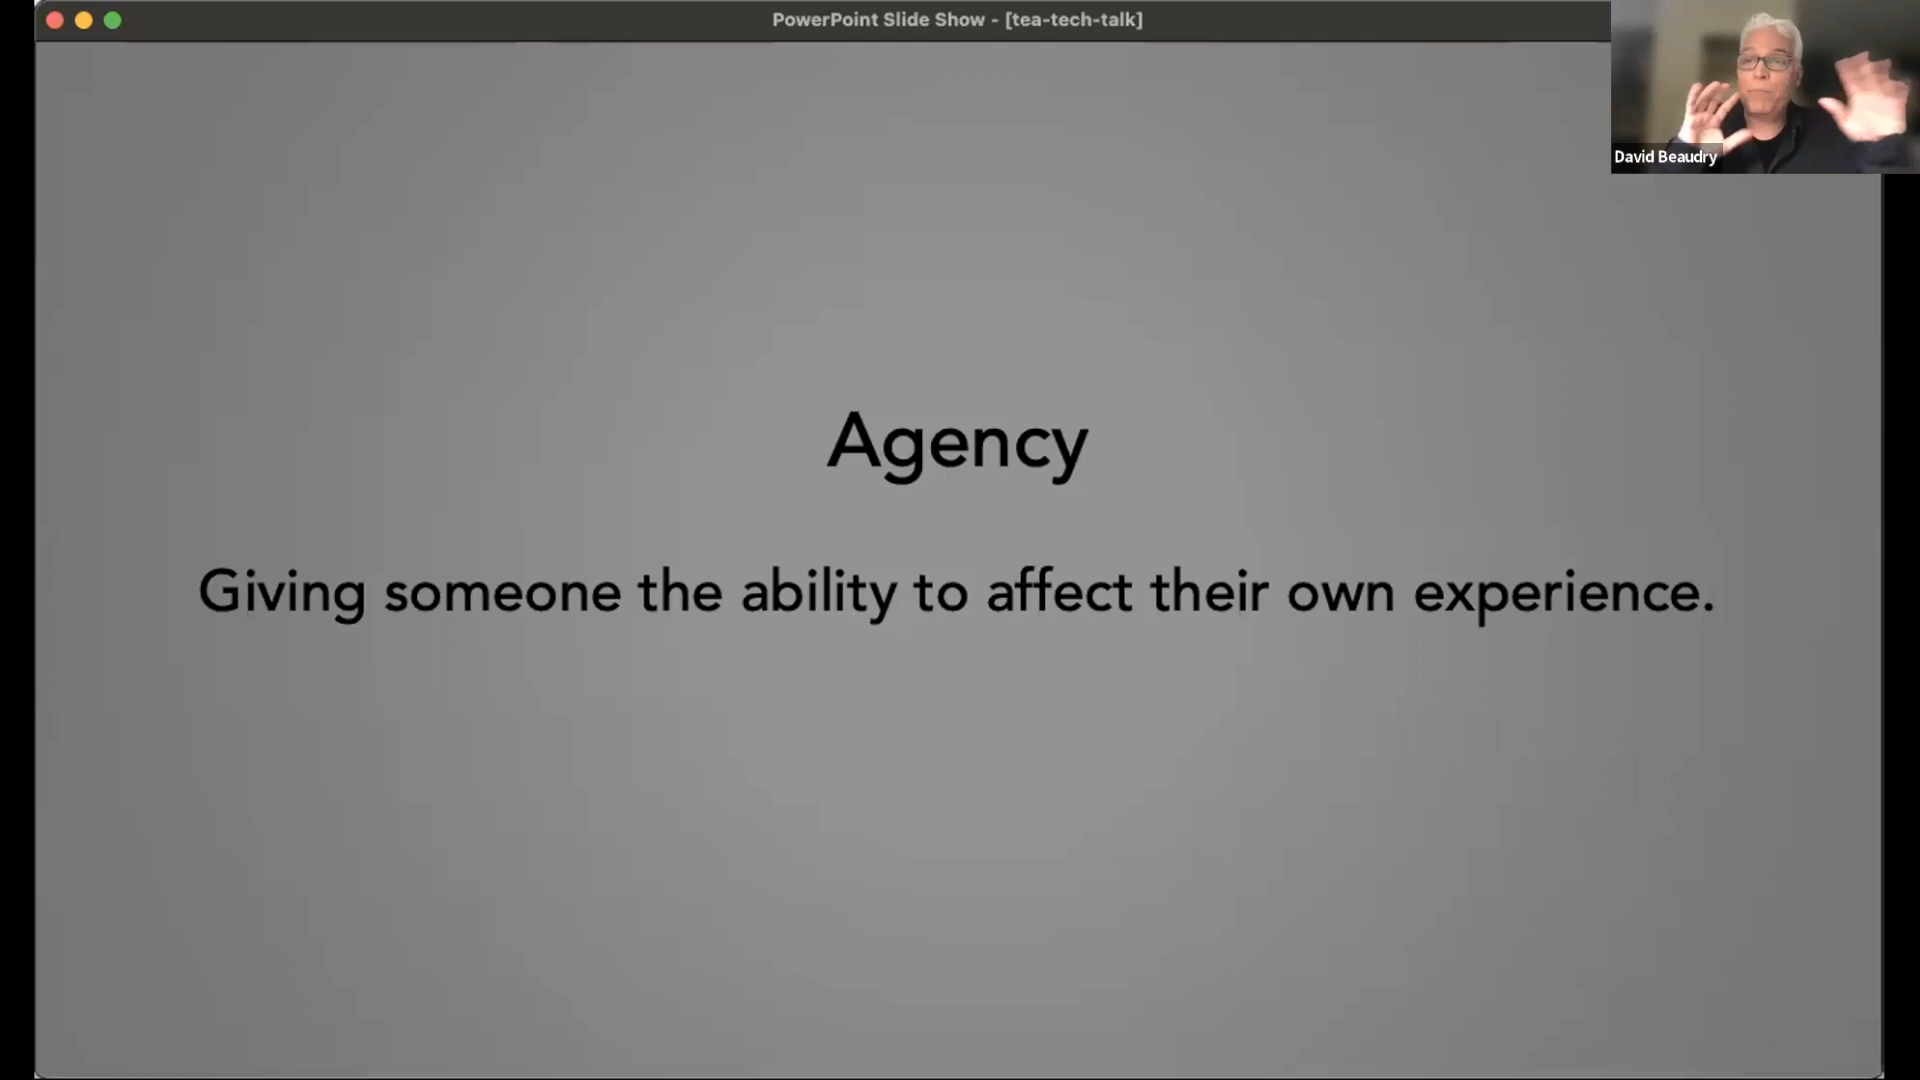 PowerPoint Slide Show - [tea-tech-talk]
David Beaudry
Agency
Giving someone the ability to affect their own experience.